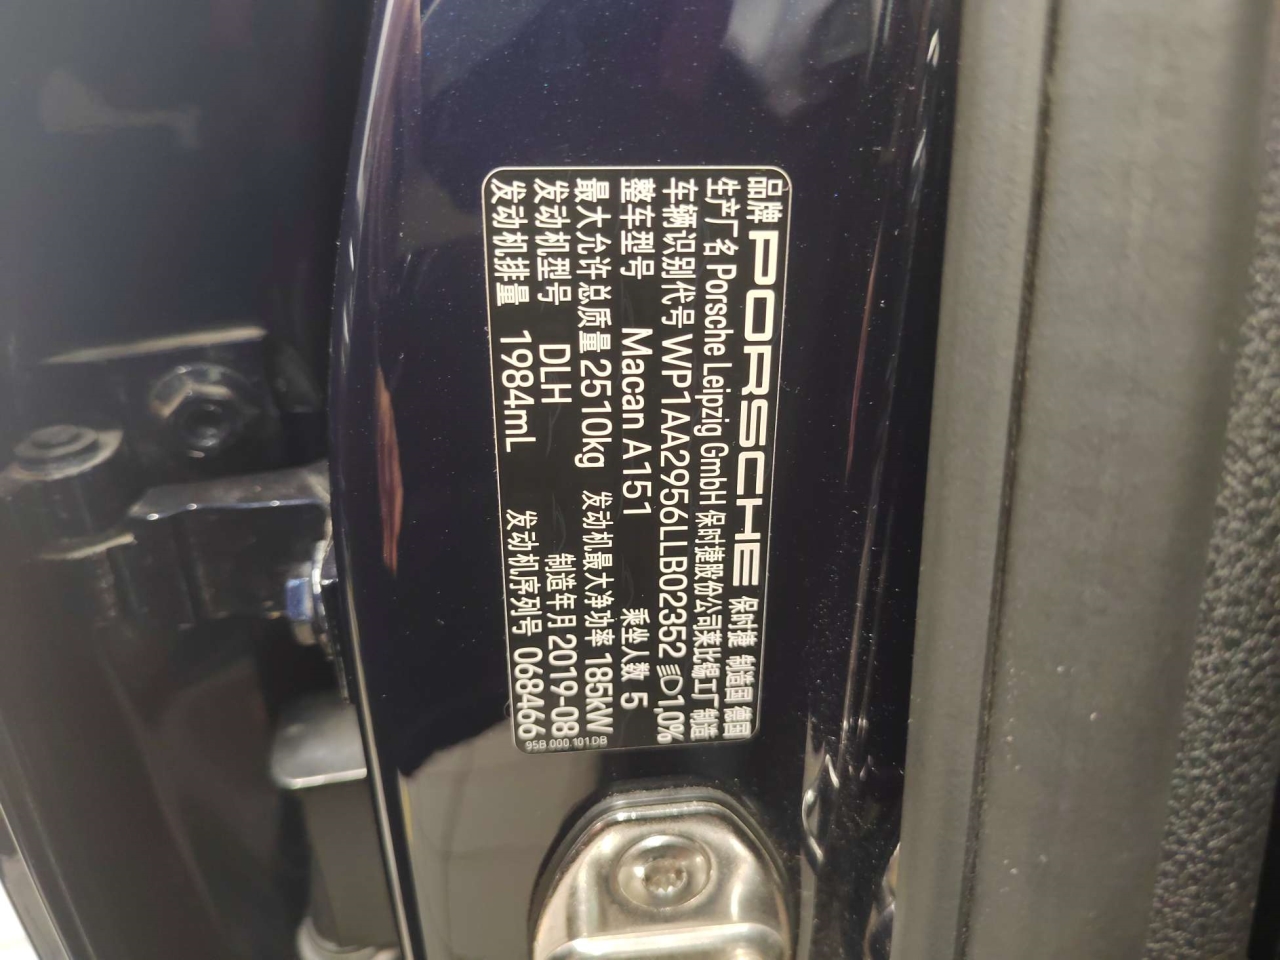 品牌 PORSCHE 保时捷 制造国 德国
生产厂名 Porsche Leipzig GmbH 保时捷股份公司莱比锡工厂 制造
车辆识别代号 WP1AA2956LLB02352 1,0%
整车型号 Macan A151 乘坐人数 5
最大允许总质量 2510kg 发动机最大净功率 185kW
发动机型号 DLH 制造年月 2019-08
发动机排量 1984mL 发动机序列号 068466
95B.000.101.DB